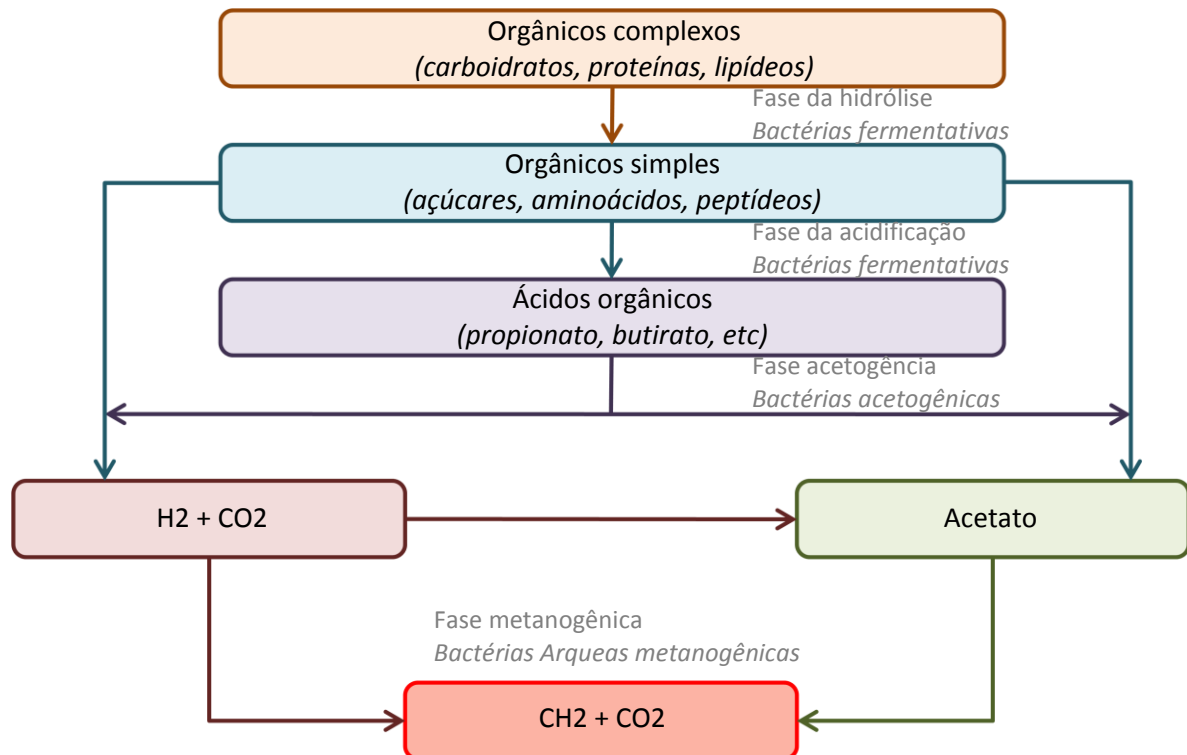 Orgânicos complexos
(carboidratos, proteínas, lipídeos)
Fase da hidrólise
Bactérias fermentativas
Orgânicos simples
(açúcares, aminoácidos, peptídeos)
Fase da acidificação
Bactérias fermentativas
Ácidos orgânicos
(propionato, butirato, etc)
Fase acetogência
Bactérias acetogênicas
H2 + CO2
Acetato
Fase metanogênica
Bactérias Arqueas metanogênicas
CH2 + CO2